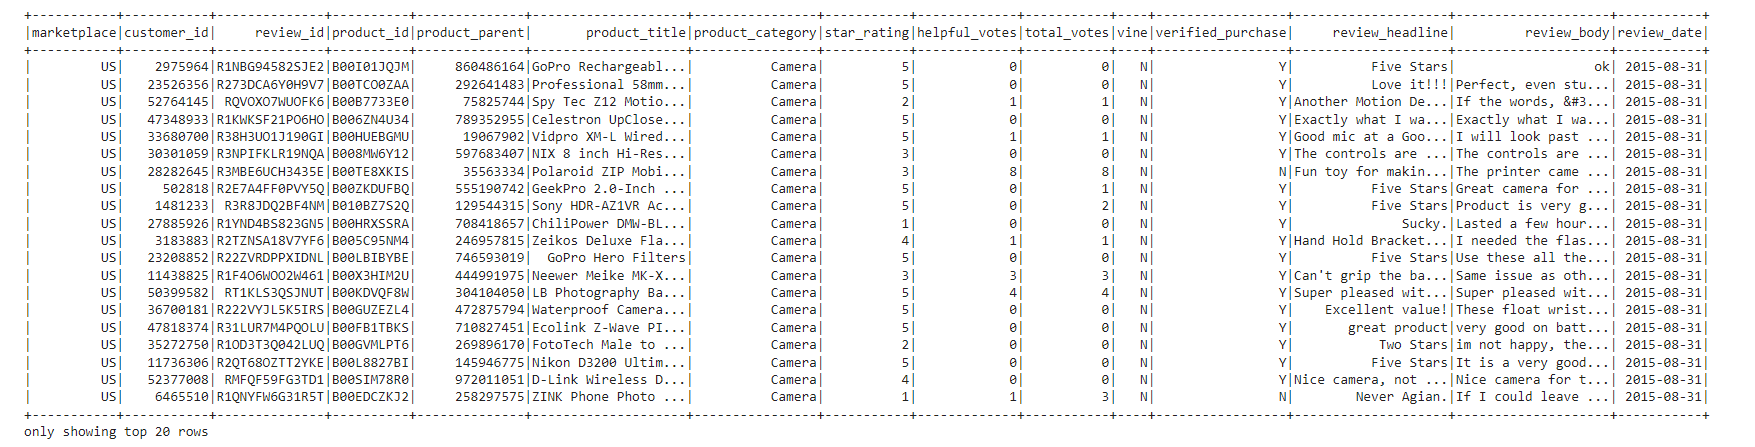 +-----------+-----------+--------------+----------+--------------+--------------------+----------------+-----------+-------------+-----------+----+-----------------+--------------------+--------------------+-----------+
|marketplace|customer_id|     review_id|product_id|product_parent|       product_title|product_category|star_rating|helpful_votes|total_votes|vine|verified_purchase|     review_headline|         review_body|review_date|
+-----------+-----------+--------------+----------+--------------+--------------------+----------------+-----------+-------------+-----------+----+-----------------+--------------------+--------------------+-----------+
|         US|    2975964|R1NBG94582SJE2|B00I01JQJM|     860486164|GoPro Rechargeabl...|          Camera|          5|            0|          0|   N|                Y|          Five Stars|                  ok| 2015-08-31|
|         US|   23526356|R273DCA6Y0H9V7|B00TCO0ZAA|     292641483|Professional 58mm...|          Camera|          5|            0|          0|   N|                Y|          Love it!!!|Perfect, even stu...| 2015-08-31|
|         US|   52764145| RQVOXO7WUOFK6|B00B7733E0|      75825744|Spy Tec Z12 Motio...|          Camera|          2|            1|          1|   N|                Y|Another Motion De...|If the words, &#3...| 2015-08-31|
|         US|   47348933|R1KWKSF21PO6HO|B006ZN4U34|     789352955|Celestron UpClose...|          Camera|          5|            0|          0|   N|                Y|Exactly what I wa...|Exactly what I wa...| 2015-08-31|
|         US|   33680700|R38H3UO1J190GI|B00HUEBGMU|      19067902|Vidpro XM-L Wired...|          Camera|          5|            1|          1|   N|                Y|Good mic at a Goo...|I will look past ...| 2015-08-31|
|         US|   30301059|R3NPIFKLR19NQA|B008MW6Y12|     597683407|NIX 8 inch Hi-Res...|          Camera|          3|            0|          0|   N|                Y|The controls are ...|The controls are ...| 2015-08-31|
|         US|   28282645|R3MBE6UCH3435E|B00TE8XKIS|      35563334|Polaroid ZIP Mobi...|          Camera|          3|            8|          8|   N|                N|Fun toy for makin...|The printer came ...| 2015-08-31|
|         US|     502818|R2E7A4FF0PVY5Q|B00ZKDUFBQ|     555190742|GeekPro 2.0-Inch ...|          Camera|          5|            0|          1|   N|                Y|          Five Stars|Great camera for ...| 2015-08-31|
|         US|    1481233| R3R8JDQ2BF4NM|B010BZ7S2Q|     129544315|Sony HDR-AZ1VR Ac...|          Camera|          5|            0|          2|   N|                Y|          Five Stars|Product is very g...| 2015-08-31|
|         US|   27885926|R1YND4BS823GN5|B00HRXSSRA|     708418657|ChiliPower DMW-BL...|          Camera|          1|            0|          0|   N|                Y|              Sucky.|Lasted a few hour...| 2015-08-31|
|         US|    3183883|R2TZNSA18V7YF6|B005C95NM4|     246957815|Zeikos Deluxe Fla...|          Camera|          4|            1|          1|   N|                Y|Hand Hold Bracket...|I needed the flas...| 2015-08-31|
|         US|   23208852|R22ZVRDPPXIDNL|B00LBIBYBE|     746593019|  GoPro Hero Filters|          Camera|          5|            0|          0|   N|                Y|          Five Stars|Use these all the...| 2015-08-31|
|         US|   11438825|R1F4O6WOO2W461|B00X3HIM2U|     444991975|Neewer Meike MK-X...|          Camera|          3|            3|          3|   N|                Y|Can't grip the ba...|Same issue as oth...| 2015-08-31|
|         US|   50399582| RT1KLS3QSJNUT|B00KDVQF8W|     304104050|LB Photography Ba...|          Camera|          5|            4|          4|   N|                Y|Super pleased wit...|Super pleased wit...| 2015-08-31|
|         US|   36700181|R222VYJL5K5IRS|B00GUZEZL4|     472875794|Waterproof Camera...|          Camera|          5|            0|          0|   N|                Y|    Excellent value!|These float wrist...| 2015-08-31|
|         US|   47818374|R31LUR7M4PQOLU|B00FB1TBKS|     710827451|Ecolink Z-Wave PI...|          Camera|          5|            0|          0|   N|                Y|       great product|very good on batt...| 2015-08-31|
|         US|   35272750|R1OD3T3Q042LUQ|B00GVMLPT6|     269896170|FotoTech Male to ...|          Camera|          2|            0|          0|   N|                Y|           Two Stars|im not happy, the...| 2015-08-31|
|         US|   11736306|R2QT68OZTT2YKE|B00L8827BI|     145946775|Nikon D3200 Ultim...|          Camera|          5|            0|          0|   N|                Y|          Five Stars|It is a very good...| 2015-08-31|
|         US|   52377008| RMFQF59FG3TD1|B00SIM78R0|     972011051|D-Link Wireless D...|          Camera|          4|            0|          0|   N|                Y|Nice camera, not ...|Nice camera for t...| 2015-08-31|
|         US|    6465510|R1QNYFW6G31R5T|B00EDCZKJ2|     258297575|ZINK Phone Photo ...|          Camera|          1|            1|          3|   N|                N|        Never Agian.|If I could leave ...| 2015-08-31|
+-----------+-----------+--------------+----------+--------------+--------------------+----------------+-----------+-------------+-----------+----+-----------------+--------------------+--------------------+-----------+
only showing top 20 rows